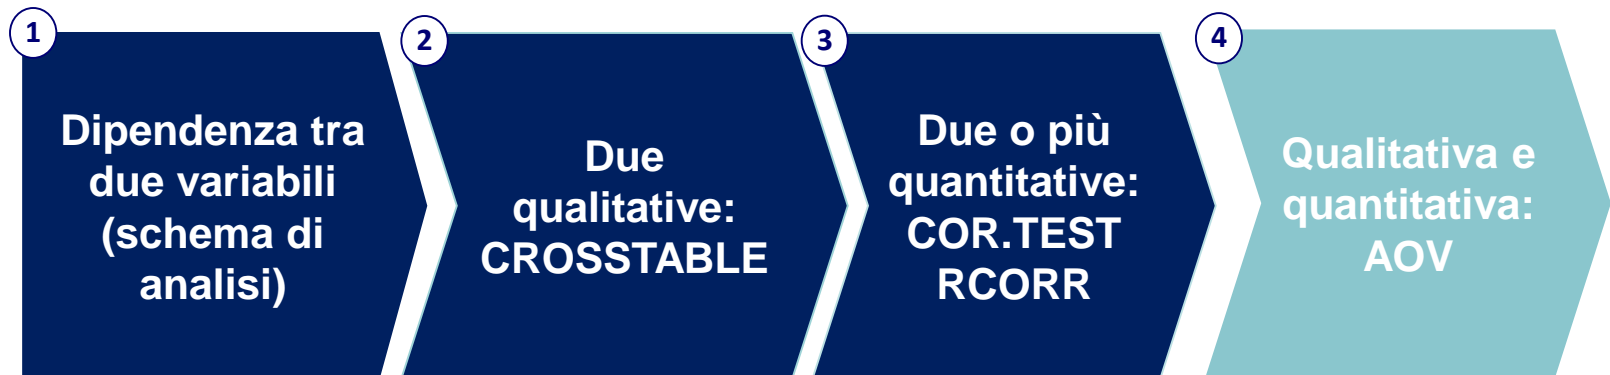 1
Dipendenza tra
due variabili
(schema di
analisi)
2
Due
qualitative:
CROSSTABLE
3
Due o più
quantitative:
COR.TEST
RCORR
4
Qualitativa e
quantitativa:
AOV